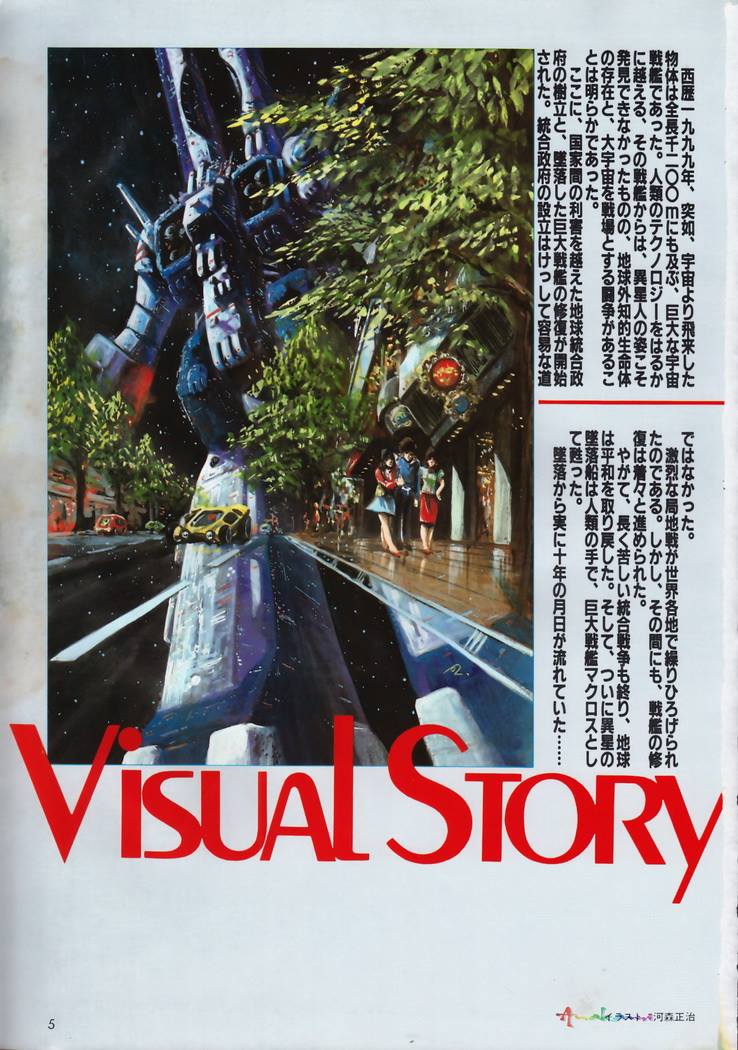 西歴一九九九年、突如、宇宙より飛来した
物体は全長千二〇〇mにも及ぶ、巨大な宇宙
戦艦であった。人類のテクノロジーをはるか
に越える、その戦艦からは、異星人の姿こそ
発見できなかったものの、地球外知的生命体
の存在と、大宇宙を戦場とする闘争があるこ
とは明らかであった。
ここに、国家間の利害を越えた地球統合政
府の樹立と、墜落した巨大戦艦の修復が開始
された。統合政府の設立はけっして容易な道
ではなかった。
激烈な局地戦が世界各地で繰りひろげられ
たのである。しかし、その間にも、戦艦の修
復は着々と進められた。
やがて、長く苦しい統合戦争も終り、地球
は平和を取り戻した。そして、ついに異星の
墜落船は人類の手で、巨大戦艦マクロスとし
て甦った。
墜落から実に十年の月日が流れていた……
VISUAL STORY
イラスト 河森正治
5